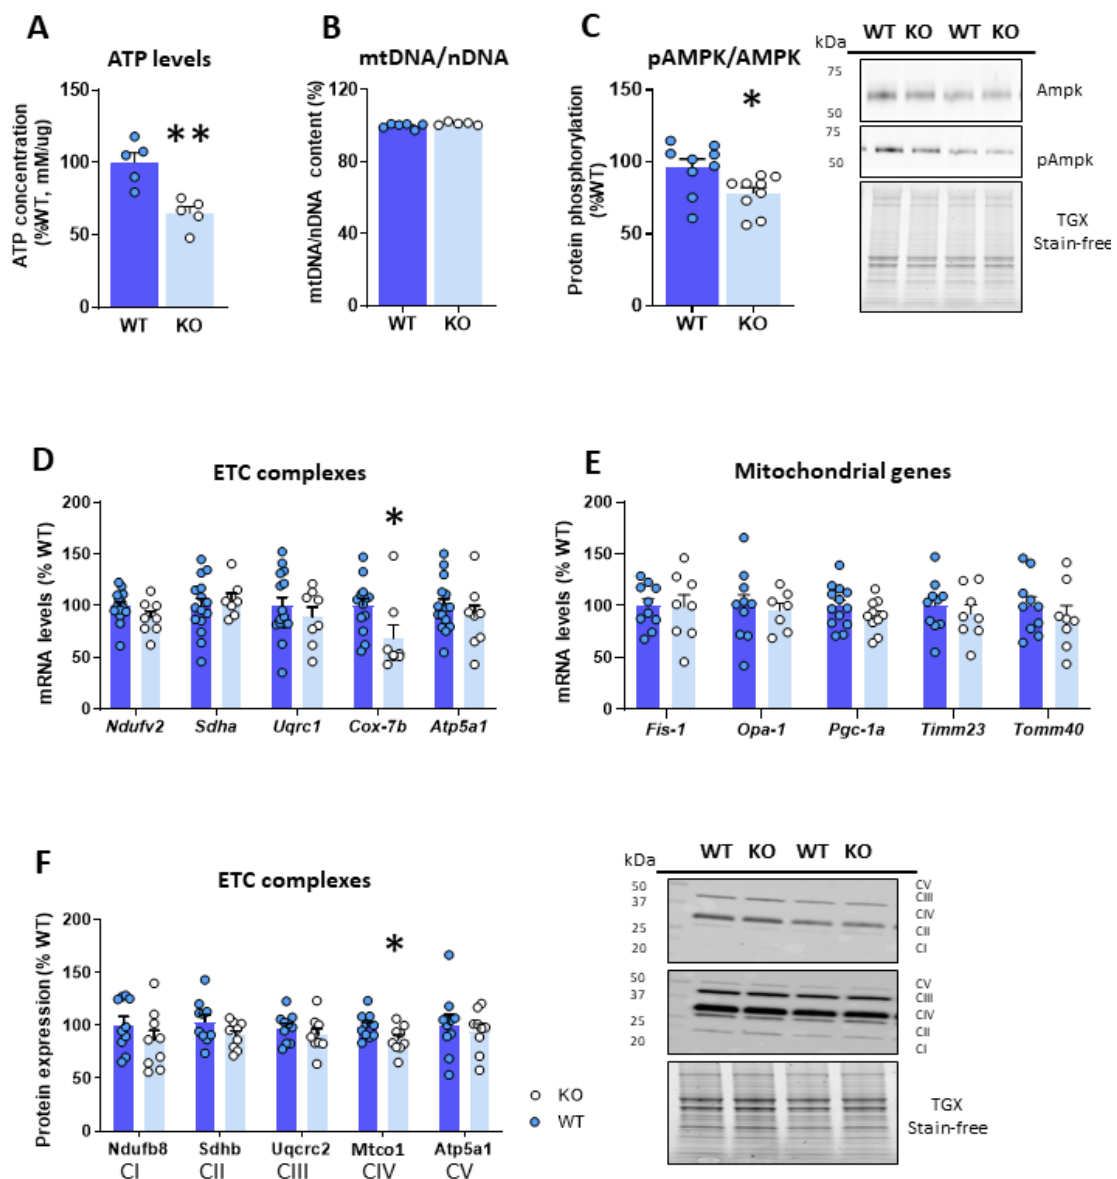 A
ATP levels
ATP concentration
(%WT, mM/ug)
150
100
50
0
**
WT KO
B
mtDNA/nDNA
mtDNA/nDNA content (%)
120
80
40
0
WT KO
C
pAMPK/AMPK
Protein phosphorylation
(%WT)
150
100
50
0
*
WT KO
kDa
WT KO WT KO
75
50
Ampk
75
50
pAmpk
TGX
Stain-free
D
ETC complexes
mRNA levels (% WT)
200
150
100
50
0
*
Ndufv2 Sdha Uqrc1 Cox-7b Atp5a1
E
Mitochondrial genes
mRNA levels (% WT)
200
150
100
50
0
Fis-1 Opa-1 Pgc-1a Timm23 Tomm40
F
ETC complexes
Protein expression (% WT)
200
150
100
50
0
*
Ndufb8 Sdhb Uqcrc2 Mtco1 Atp5a1
CI CII CIII CIV CV
KO
WT
kDa
WT KO WT KO
50
37
25
20
CV
CIII
CIV
CII
CI
50
37
25
20
CV
CIII
CIV
CII
CI
TGX
Stain-free